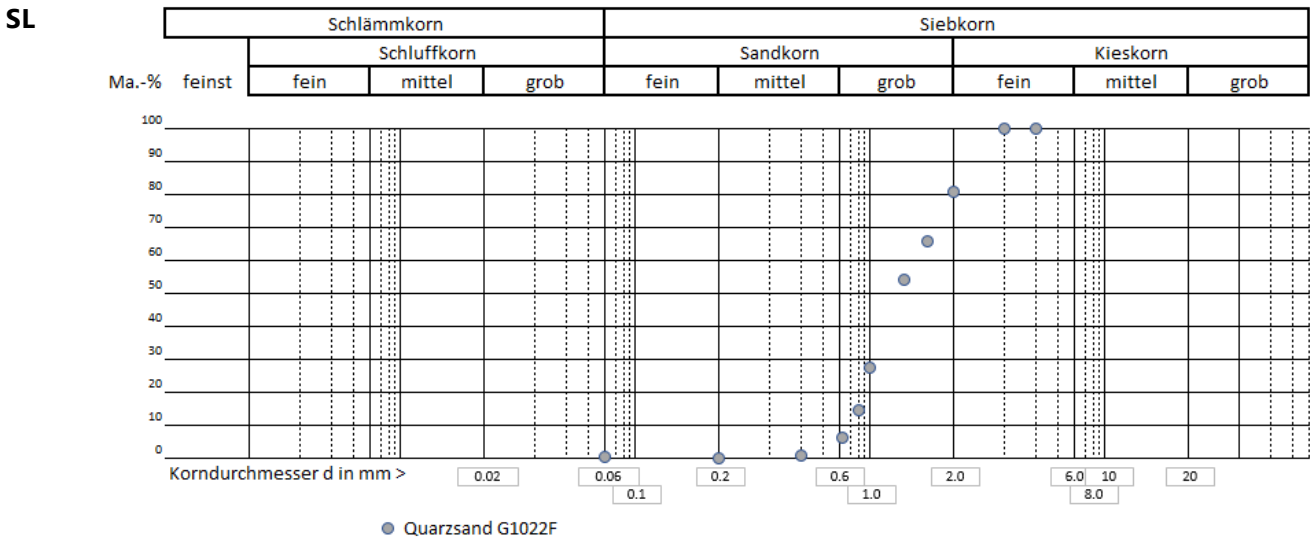 SL
Schlämmkorn Siebkorn
Schluffkorn Sandkorn Kieskorn
Ma.-% feinst fein mittel grob fein mittel grob fein mittel grob
100
90
80
70
60
50
40
30
20
10
0
Korndurchmesser d in mm > 0.02 0.06 0.2 0.6 2.0 6.0 10 20
0.1 1.0 8.0
Quarzsand G1022F